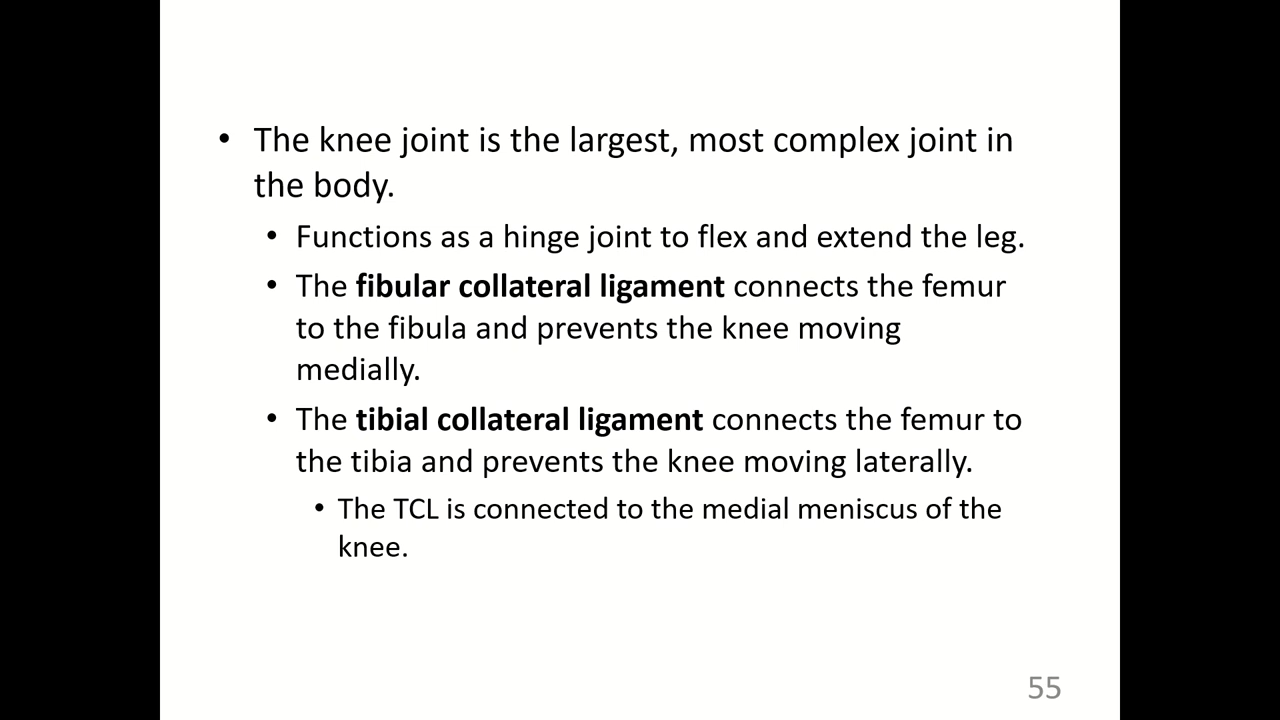 • The knee joint is the largest, most complex joint in
the body.
• Functions as a hinge joint to flex and extend the leg.
• The fibular collateral ligament connects the femur
to the fibula and prevents the knee moving
medially.
• The tibial collateral ligament connects the femur to
the tibia and prevents the knee moving laterally.
• The TCL is connected to the medial meniscus of the
knee.
55